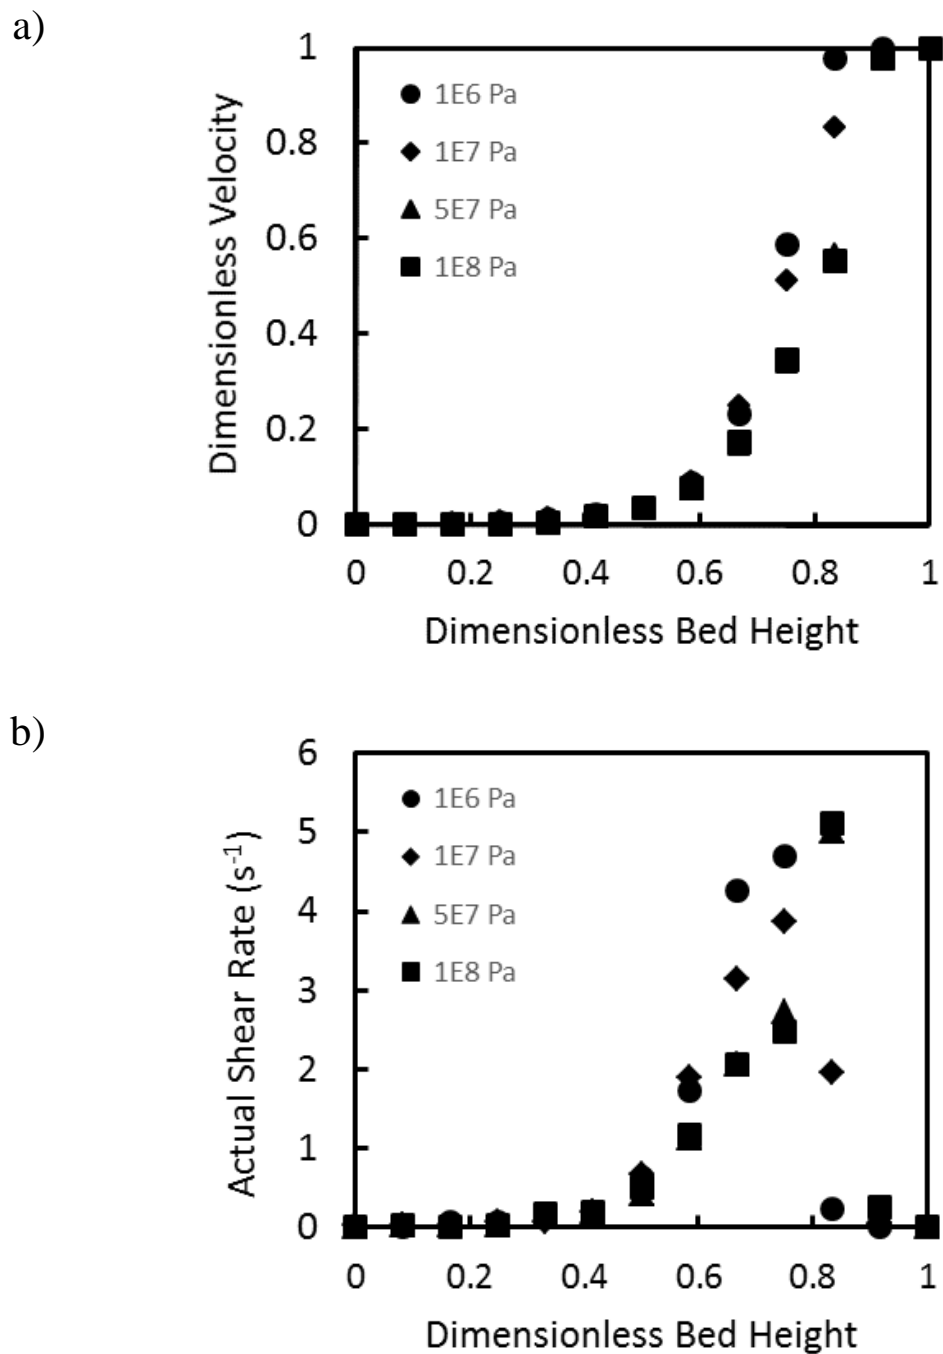 a)
1
0.8
0.6
0.4
0.2
0
Dimensionless Velocity
1E6 Pa
1E7 Pa
5E7 Pa
1E8 Pa
0 0.2 0.4 0.6 0.8 1
Dimensionless Bed Height
b)
6
5
4
3
2
1
0
Actual Shear Rate (s⁻¹)
1E6 Pa
1E7 Pa
5E7 Pa
1E8 Pa
0 0.2 0.4 0.6 0.8 1
Dimensionless Bed Height